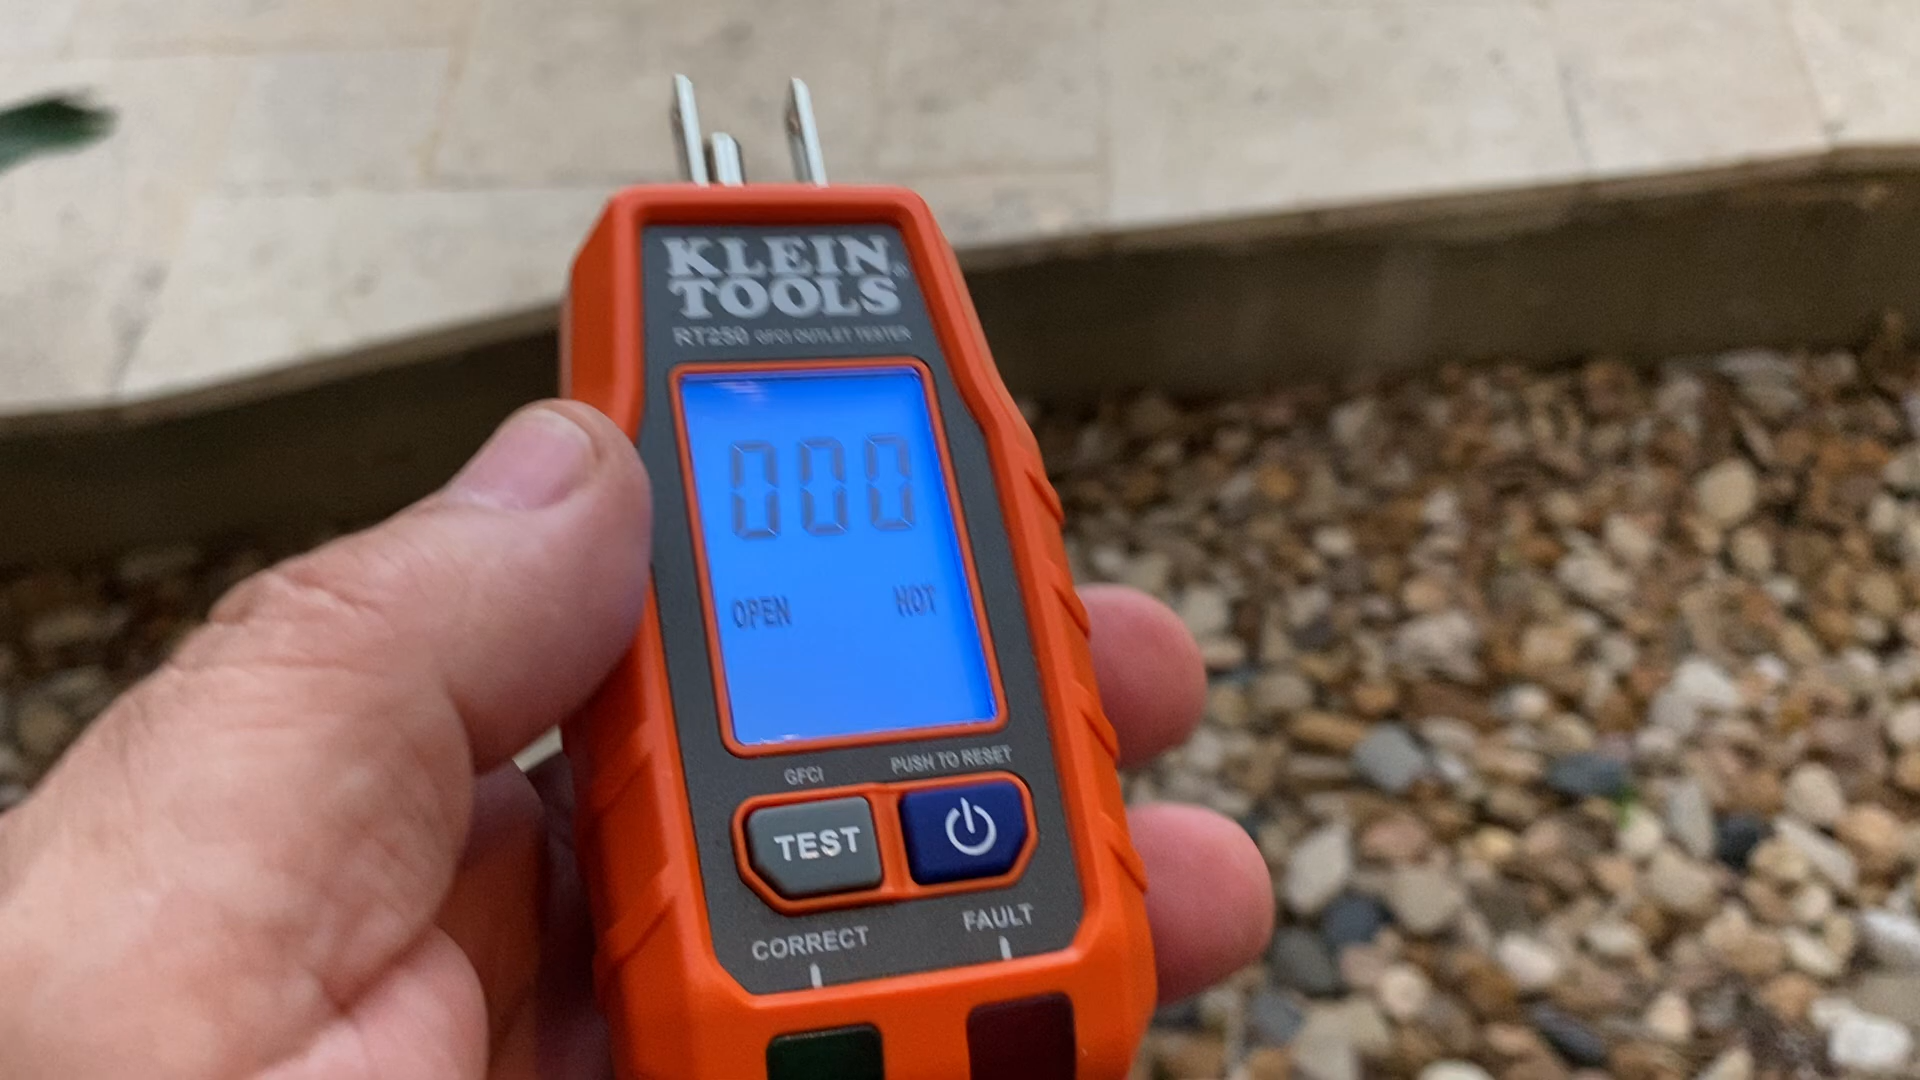 KLEIN
TOOLS®
RT250 GFCI OUTLET TESTER
000
OPEN HOT
GFCI PUSH TO RESET
TEST
CORRECT FAULT